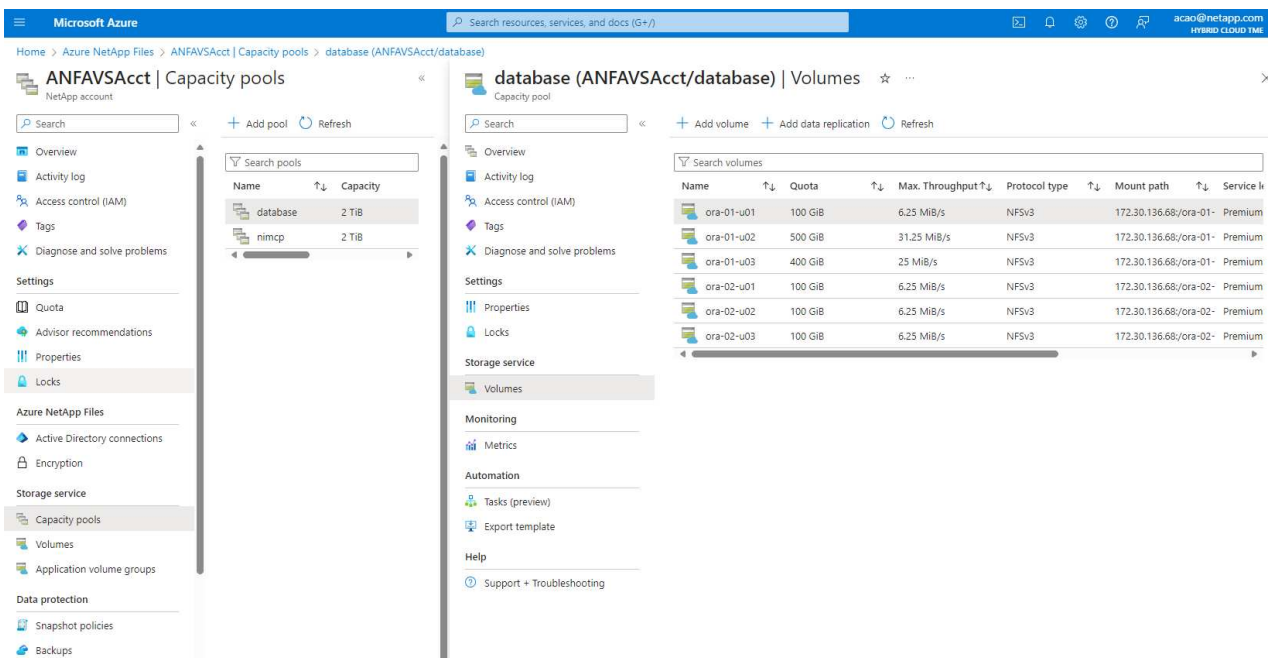 Microsoft Azure
Search resources, services, and docs (G+/)
acao@netapp.com
HYBRID CLOUD TME
Home > Azure NetApp Files > ANFAVSAcct | Capacity pools > database (ANFAVSAcct/database)
ANFAVSAcct | Capacity pools
NetApp account
Search
Overview
Activity log
Access control (IAM)
Tags
Diagnose and solve problems
Settings
Quota
Advisor recommendations
Properties
Locks
Azure NetApp Files
Active Directory connections
Encryption
Storage service
Capacity pools
Volumes
Application volume groups
Data protection
Snapshot policies
Backups
+ Add pool Refresh
Search pools
Name Capacity
database 2 TiB
nimcp 2 TiB
database (ANFAVSAcct/database) | Volumes
Capacity pool
Search
Overview
Activity log
Access control (IAM)
Tags
Diagnose and solve problems
Settings
Properties
Locks
Storage service
Volumes
Monitoring
Metrics
Automation
Tasks (preview)
Export template
Help
Support + Troubleshooting
+ Add volume + Add data replication Refresh
Search volumes
Name Quota Max. Throughput Protocol type Mount path Service le
ora-01-u01 100 GiB 6.25 MiB/s NFSv3 172.30.136.68:/ora-01- Premium
ora-01-u02 500 GiB 31.25 MiB/s NFSv3 172.30.136.68:/ora-01- Premium
ora-01-u03 400 GiB 25 MiB/s NFSv3 172.30.136.68:/ora-01- Premium
ora-02-u01 100 GiB 6.25 MiB/s NFSv3 172.30.136.68:/ora-02- Premium
ora-02-u02 100 GiB 6.25 MiB/s NFSv3 172.30.136.68:/ora-02- Premium
ora-02-u03 100 GiB 6.25 MiB/s NFSv3 172.30.136.68:/ora-02- Premium